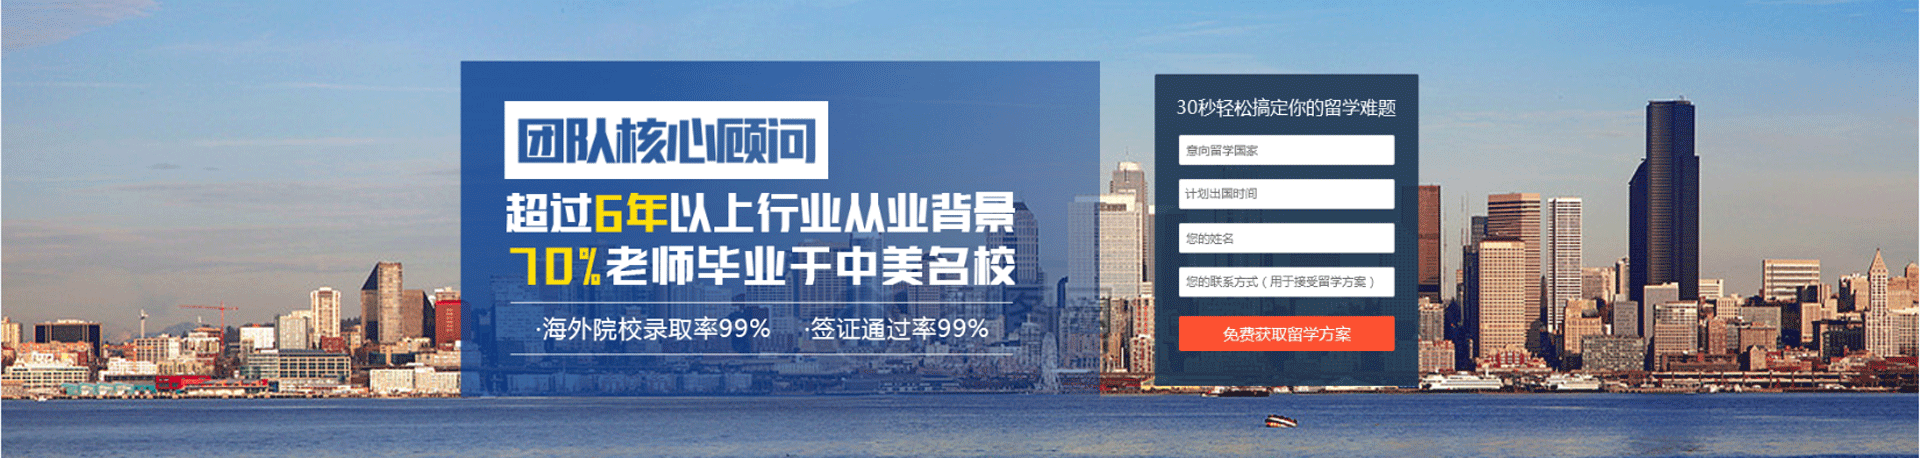 团队核心顾问
超过6年以上行业从业背景
70%老师毕业于中美名校
·海外院校录取率99% ·签证通过率99%
30秒轻松搞定你的留学难题
意向留学国家
计划出国时间
您的姓名
您的联系方式（用于接受留学方案）
免费获取留学方案